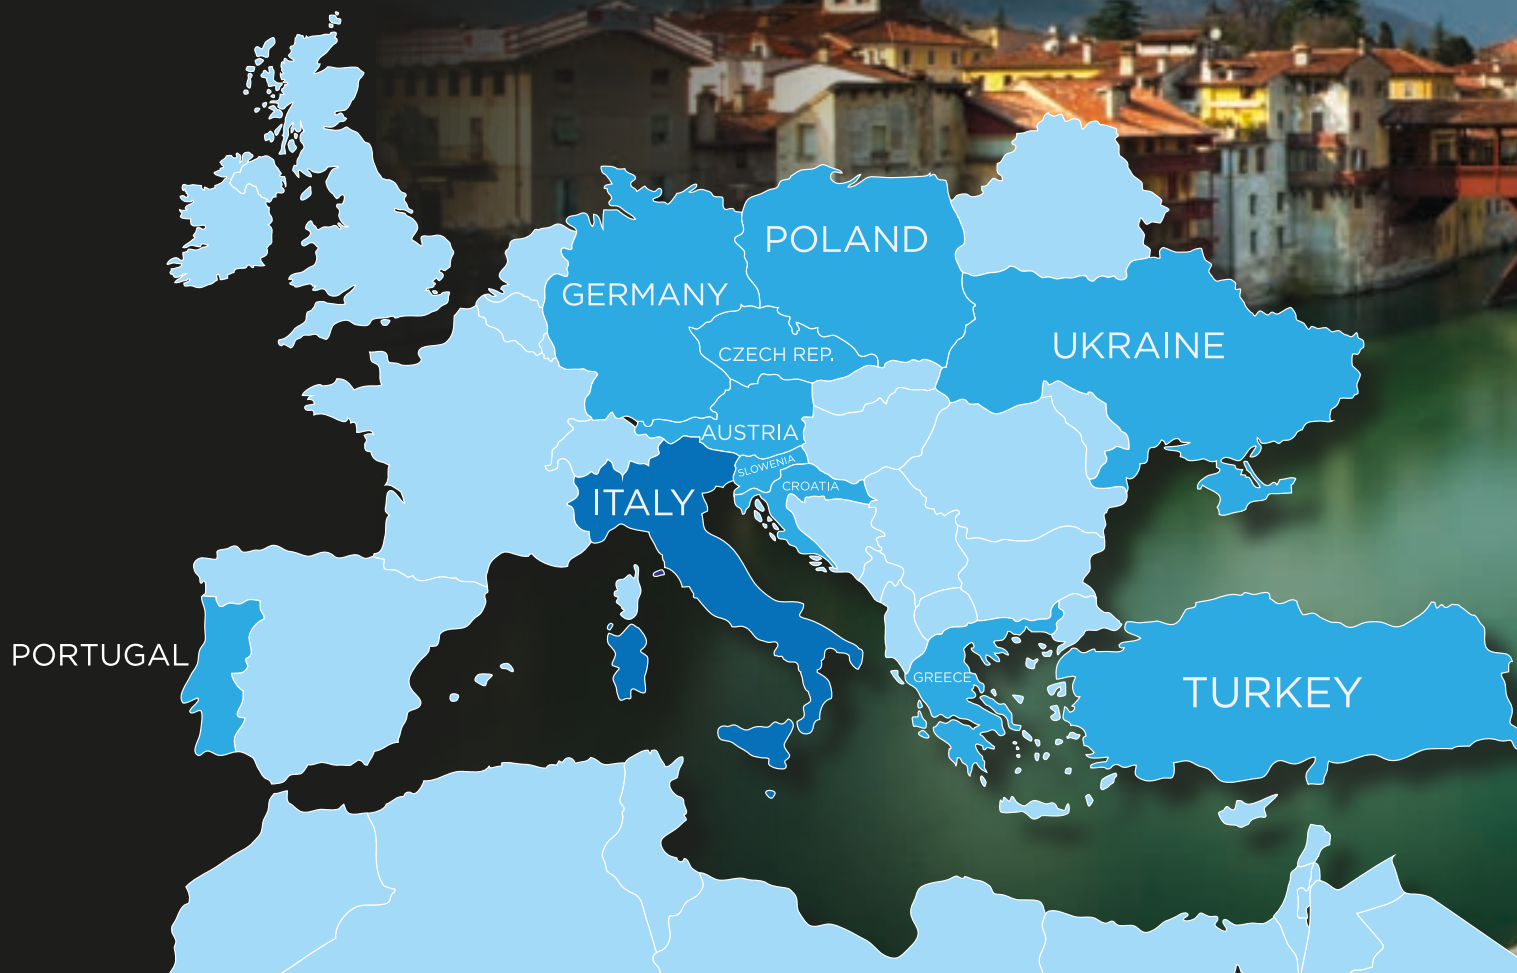 POLAND
GERMANY
UKRAINE
CZECH REP.
AUSTRIA
SLOWENIA
CROATIA
ITALY
PORTUGAL
GREECE
TURKEY